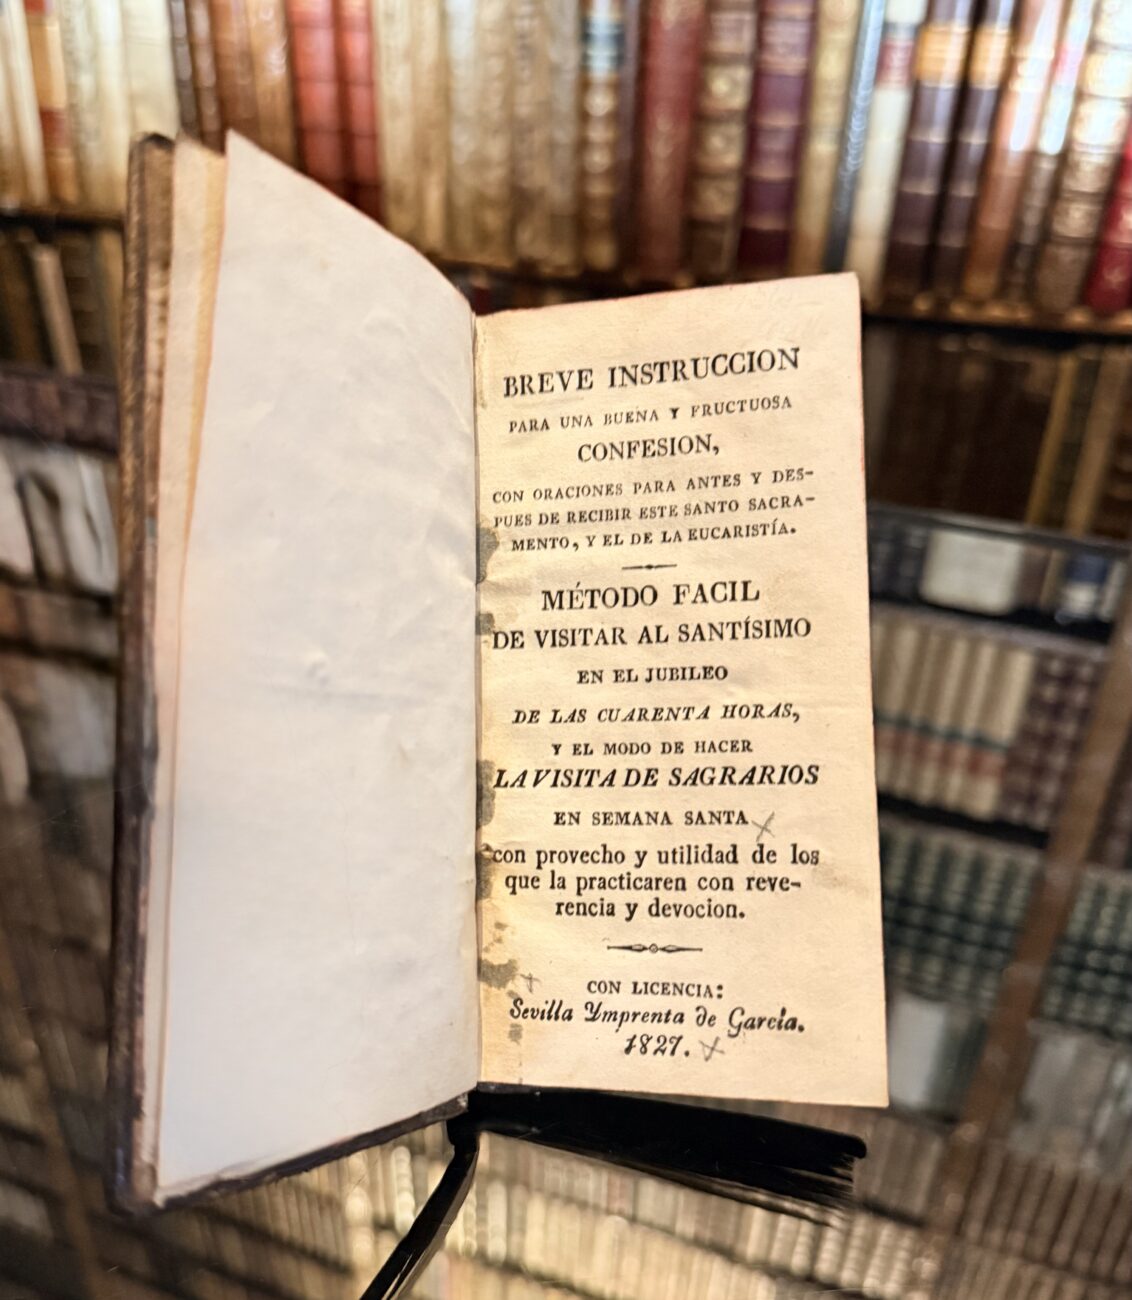 BREVE INSTRUCCION
PARA UNA BUENA Y FRUCTUOSA
CONFESION,
CON ORACIONES PARA ANTES Y DES-
PUES DE RECIBIR ESTE SANTO SACRA-
MENTO, Y EL DE LA EUCARISTÍA.
MÉTODO FACIL
DE VISITAR AL SANTÍSIMO
EN EL JUBILEO
DE LAS CUARENTA HORAS,
Y EL MODO DE HACER
LA VISITA DE SAGRARIOS
EN SEMANA SANTA
con provecho y utilidad de los
que la practicaren con reve-
rencia y devocion.
CON LICENCIA:
Sevilla Ymprenta de García.
1827.